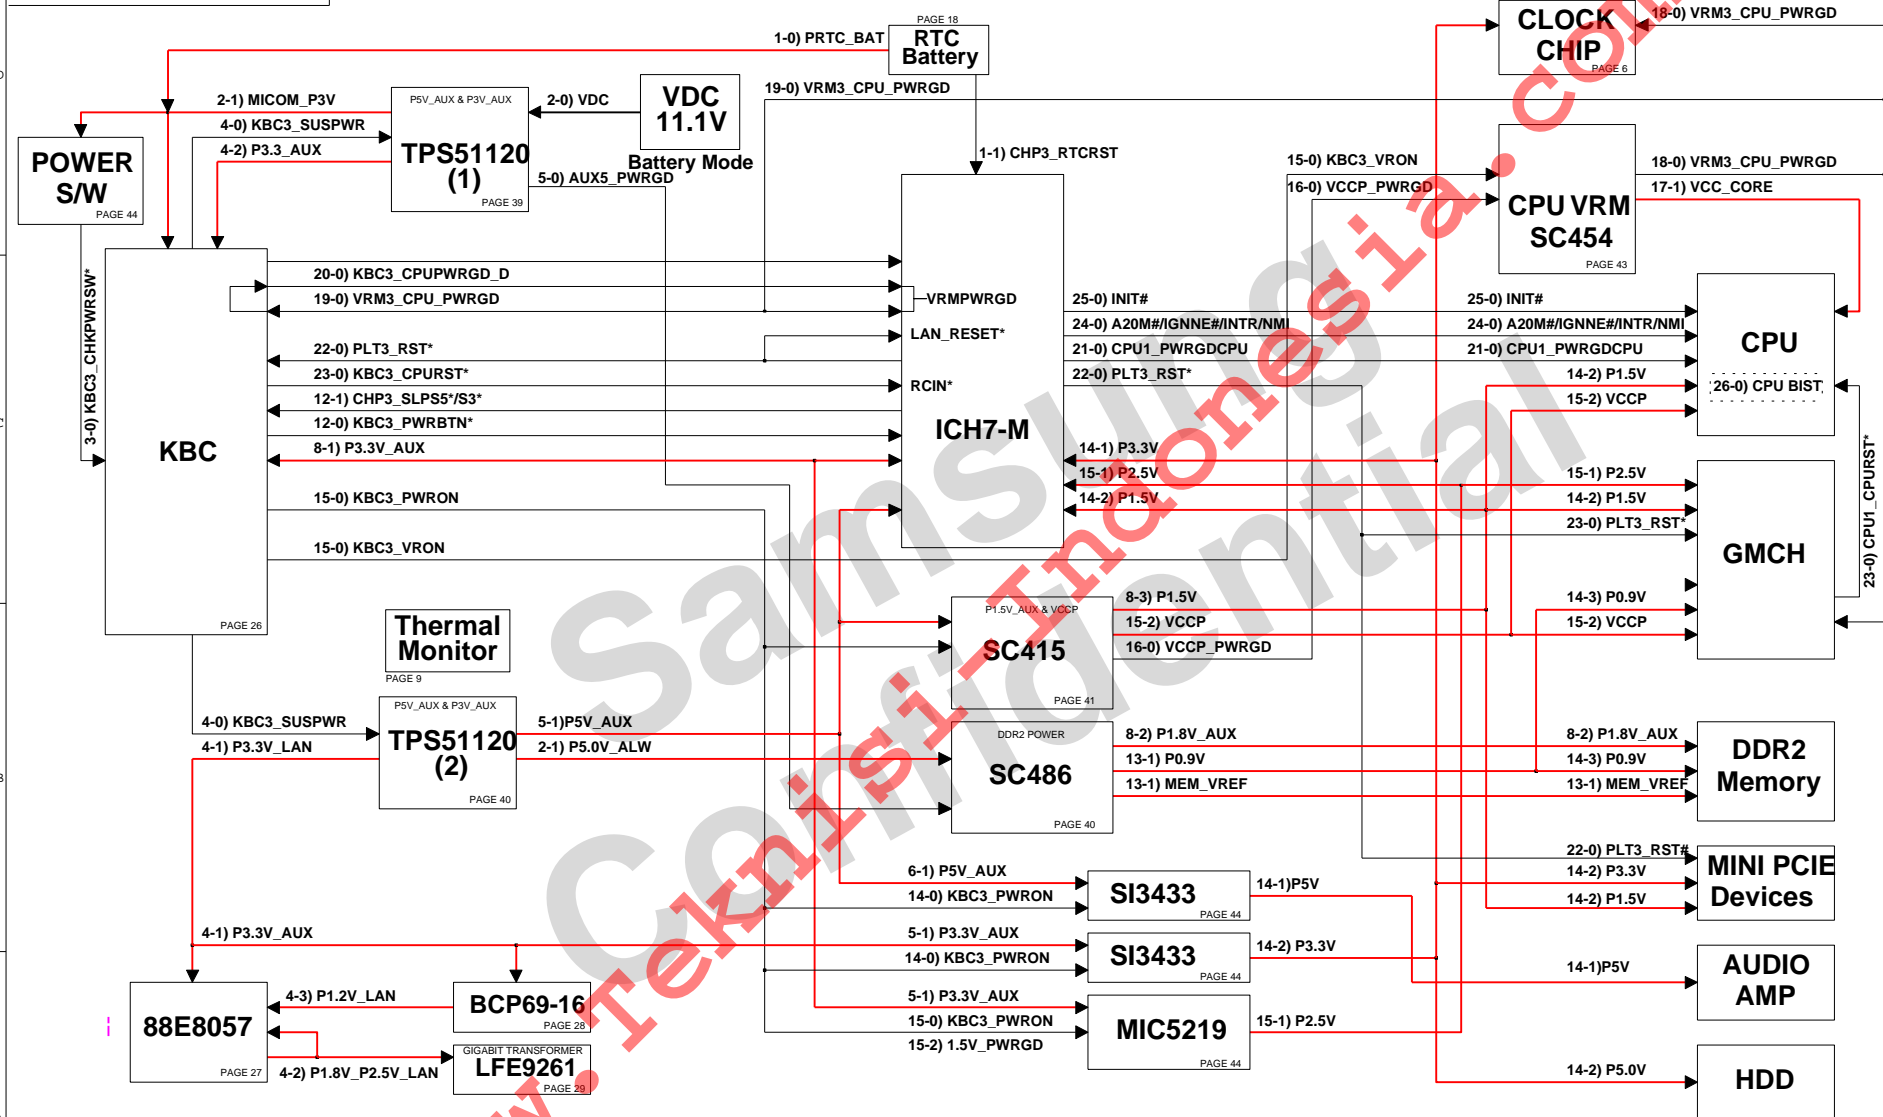 PAGE 18
RTC
Battery
1-0) PRTC_BAT
CLOCK
CHIP
PAGE 6
18-0) VRM3_CPU_PWRGD
2-1) MICOM_P3V
4-0) KBC3_SUSPWR
4-2) P3.3_AUX
P5V_AUX & P3V_AUX
TPS51120
(1)
PAGE 39
2-0) VDC
VDC
11.1V
Battery Mode
5-0) AUX5_PWRGD
19-0) VRM3_CPU_PWRGD
1-1) CHP3_RTCRST
POWER
S/W
PAGE 44
3-0) KBC3_CHKPWRSW*
15-0) KBC3_VRON
16-0) VCCP_PWRGD
CPU VRM
SC454
PAGE 43
18-0) VRM3_CPU_PWRGD
17-1) VCC_CORE
KBC
PAGE 26
20-0) KBC3_CPUPWRGD_D
19-0) VRM3_CPU_PWRGD
22-0) PLT3_RST*
23-0) KBC3_CPURST*
12-1) CHP3_SLPS5*/S3*
12-0) KBC3_PWRBTN*
8-1) P3.3V_AUX
15-0) KBC3_PWRON
15-0) KBC3_VRON
VRMPWRGD
LAN_RESET*
RCIN*
ICH7-M
25-0) INIT#
24-0) A20M#/IGNNE#/INTR/NMI
21-0) CPU1_PWRGDCPU
22-0) PLT3_RST*
14-1) P3.3V
15-1) P2.5V
14-2) P1.5V
25-0) INIT#
24-0) A20M#/IGNNE#/INTR/NMI
21-0) CPU1_PWRGDCPU
14-2) P1.5V
15-2) VCCP
CPU
26-0) CPU BIST
23-0) CPU1_CPURST*
15-1) P2.5V
14-2) P1.5V
23-0) PLT3_RST*
14-3) P0.9V
15-2) VCCP
GMCH
Thermal
Monitor
PAGE 9
P1.5V_AUX & VCCP
SC415
PAGE 41
8-3) P1.5V
15-2) VCCP
16-0) VCCP_PWRGD
4-0) KBC3_SUSPWR
4-1) P3.3V_LAN
P5V_AUX & P3V_AUX
TPS51120
(2)
PAGE 40
5-1)P5V_AUX
2-1) P5.0V_ALW
DDR2 POWER
SC486
PAGE 40
8-2) P1.8V_AUX
13-1) P0.9V
13-1) MEM_VREF
8-2) P1.8V_AUX
14-3) P0.9V
13-1) MEM_VREF
DDR2
Memory
22-0) PLT3_RST#
14-2) P3.3V
14-2) P1.5V
MINI PCIE
Devices
6-1) P5V_AUX
14-0) KBC3_PWRON
SI3433
PAGE 44
14-1)P5V
4-1) P3.3V_AUX
5-1) P3.3V_AUX
14-0) KBC3_PWRON
SI3433
PAGE 44
14-2) P3.3V
14-1)P5V
AUDIO
AMP
88E8057
PAGE 27
4-3) P1.2V_LAN
BCP69-16
PAGE 28
4-2) P1.8V_P2.5V_LAN
GIGABIT TRANSFORMER
LFE9261
PAGE 29
5-1) P3.3V_AUX
15-0) KBC3_PWRON
15-2) 1.5V_PWRGD
MIC5219
PAGE 44
15-1) P2.5V
14-2) P5.0V
HDD
Samsung
Confidential
w.Teknisi-Indonesia.com